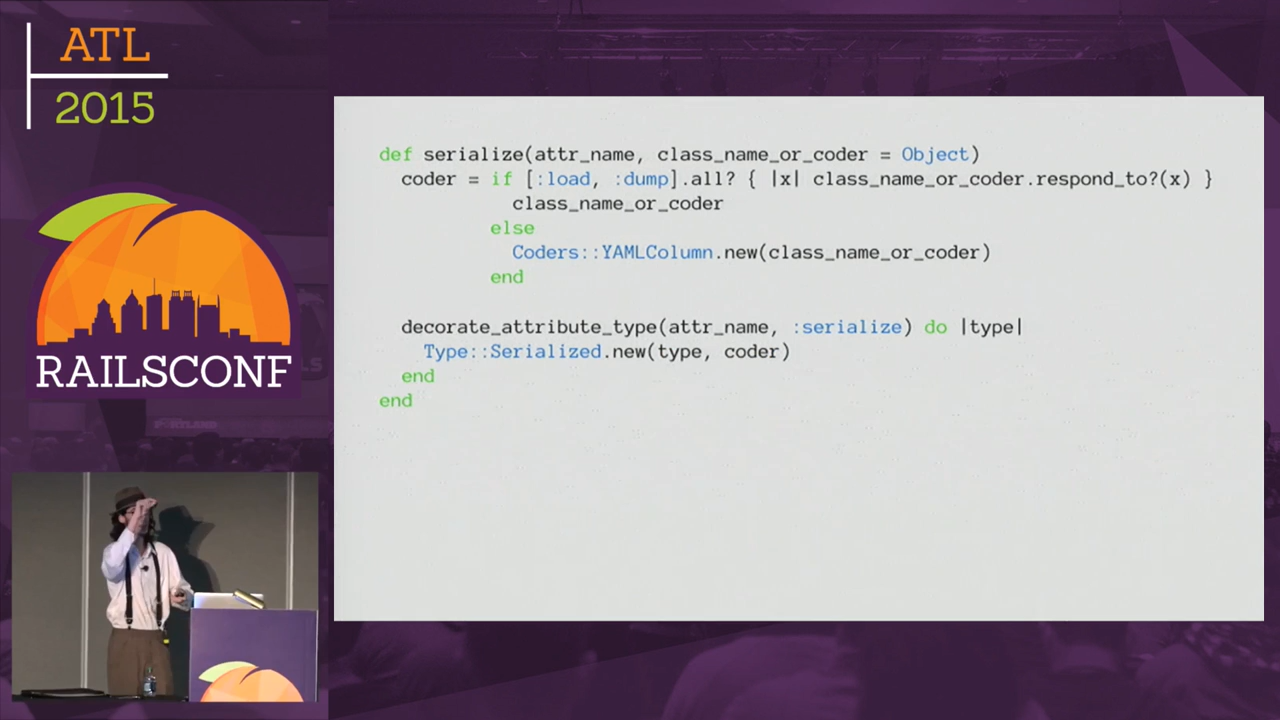 ATL
2015
RAILSCONF
def serialize(attr_name, class_name_or_coder = Object)
  coder = if [:load, :dump].all? { |x| class_name_or_coder.respond_to?(x) }
            class_name_or_coder
          else
            Coders::YAMLColumn.new(class_name_or_coder)
          end
  decorate_attribute_type(attr_name, :serialize) do |type|
    Type::Serialized.new(type, coder)
  end
end